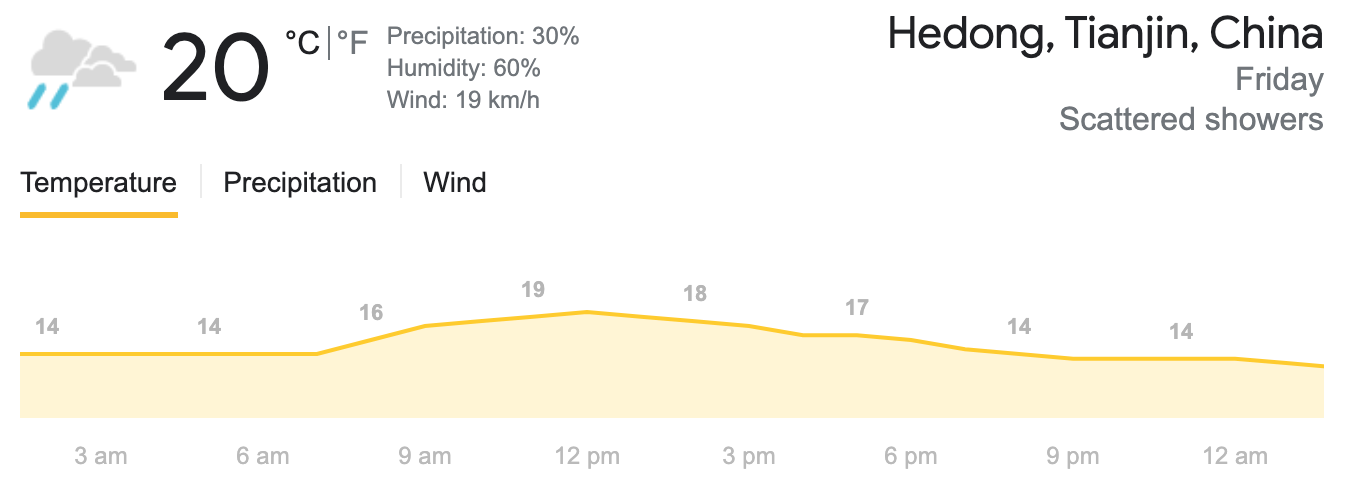 20 °C | °F
Precipitation: 30%
Humidity: 60%
Wind: 19 km/h
Hedong, Tianjin, China
Friday
Scattered showers
Temperature
Precipitation
Wind
14 14 16 19 18 17 14 14
3 am 6 am 9 am 12 pm 3 pm 6 pm 9 pm 12 am